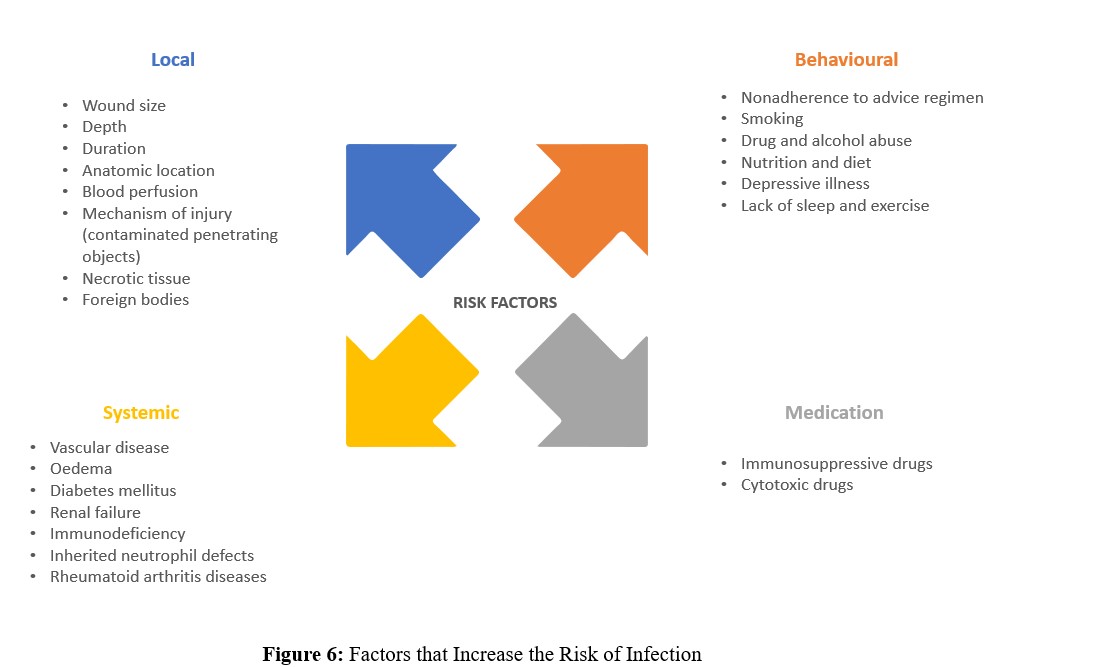 Local
• Wound size
• Depth
• Duration
• Anatomic location
• Blood perfusion
• Mechanism of injury
(contaminated penetrating
objects)
• Necrotic tissue
• Foreign bodies
Behavioural
• Nonadherence to advice regimen
• Smoking
• Drug and alcohol abuse
• Nutrition and diet
• Depressive illness
• Lack of sleep and exercise
RISK FACTORS
Systemic
• Vascular disease
• Oedema
• Diabetes mellitus
• Renal failure
• Immunodeficiency
• Inherited neutrophil defects
• Rheumatoid arthritis diseases
Medication
• Immunosuppressive drugs
• Cytotoxic drugs
Figure 6: Factors that Increase the Risk of Infection